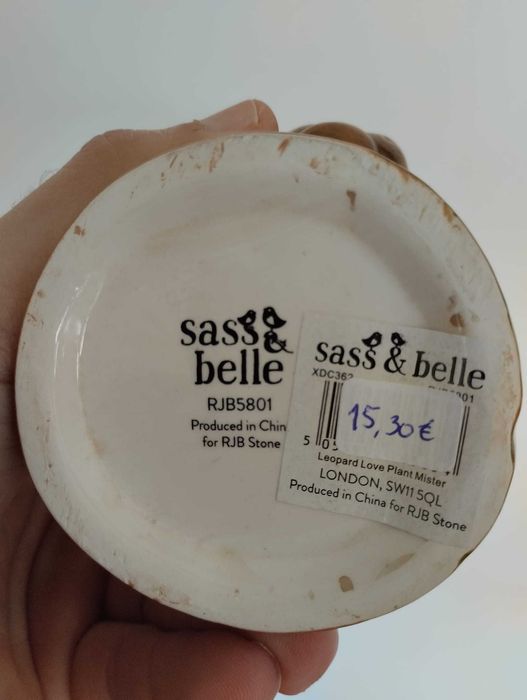 sass &
belle
RJB5801
Produced in Chin
for RJB Stone
sass & belle
XDC362
15,30€
Leopard Love Plant Mister
LONDON, SW11 5QL
Produced in China for RJB Stone